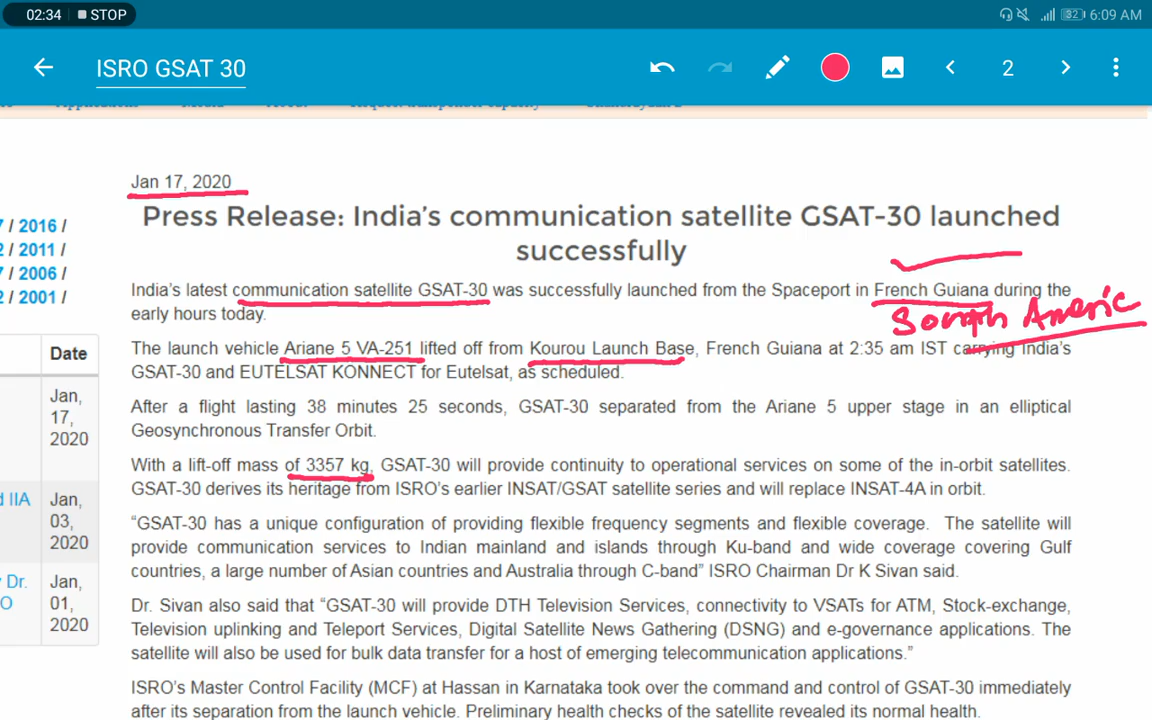 02:34 STOP 82 6:09 AM
ISRO GSAT 30 2
Jan 17, 2020
Press Release: India's communication satellite GSAT-30 launched
successfully
/ 2016 /
/ 2011 /
/ 2006 /
/ 2001 /
India's latest communication satellite GSAT-30 was successfully launched from the Spaceport in French Guiana during the
early hours today.
South Americ
Date
The launch vehicle Ariane 5 VA-251 lifted off from Kourou Launch Base, French Guiana at 2:35 am IST carrying India's
GSAT-30 and EUTELSAT KONNECT for Eutelsat, as scheduled.
Jan,
17,
2020
After a flight lasting 38 minutes 25 seconds, GSAT-30 separated from the Ariane 5 upper stage in an elliptical
Geosynchronous Transfer Orbit.
With a lift-off mass of 3357 kg, GSAT-30 will provide continuity to operational services on some of the in-orbit satellites.
GSAT-30 derives its heritage from ISRO's earlier INSAT/GSAT satellite series and will replace INSAT-4A in orbit.
d IIA
Jan,
03,
2020
“GSAT-30 has a unique configuration of providing flexible frequency segments and flexible coverage. The satellite will
provide communication services to Indian mainland and islands through Ku-band and wide coverage covering Gulf
countries, a large number of Asian countries and Australia through C-band” ISRO Chairman Dr K Sivan said.
y Dr.
O
Jan,
01,
2020
Dr. Sivan also said that “GSAT-30 will provide DTH Television Services, connectivity to VSATs for ATM, Stock-exchange,
Television uplinking and Teleport Services, Digital Satellite News Gathering (DSNG) and e-governance applications. The
satellite will also be used for bulk data transfer for a host of emerging telecommunication applications.”
ISRO's Master Control Facility (MCF) at Hassan in Karnataka took over the command and control of GSAT-30 immediately
after its separation from the launch vehicle. Preliminary health checks of the satellite revealed its normal health.